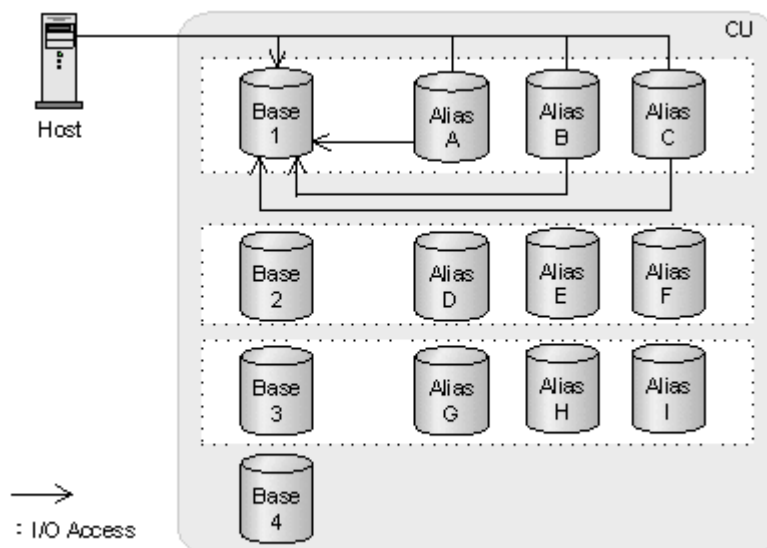 CU
Host
Base
1
Alias
A
Alias
B
Alias
C
Base
2
Alias
D
Alias
E
Alias
F
Base
3
Alias
G
Alias
H
Alias
I
Base
4
: I/O Access